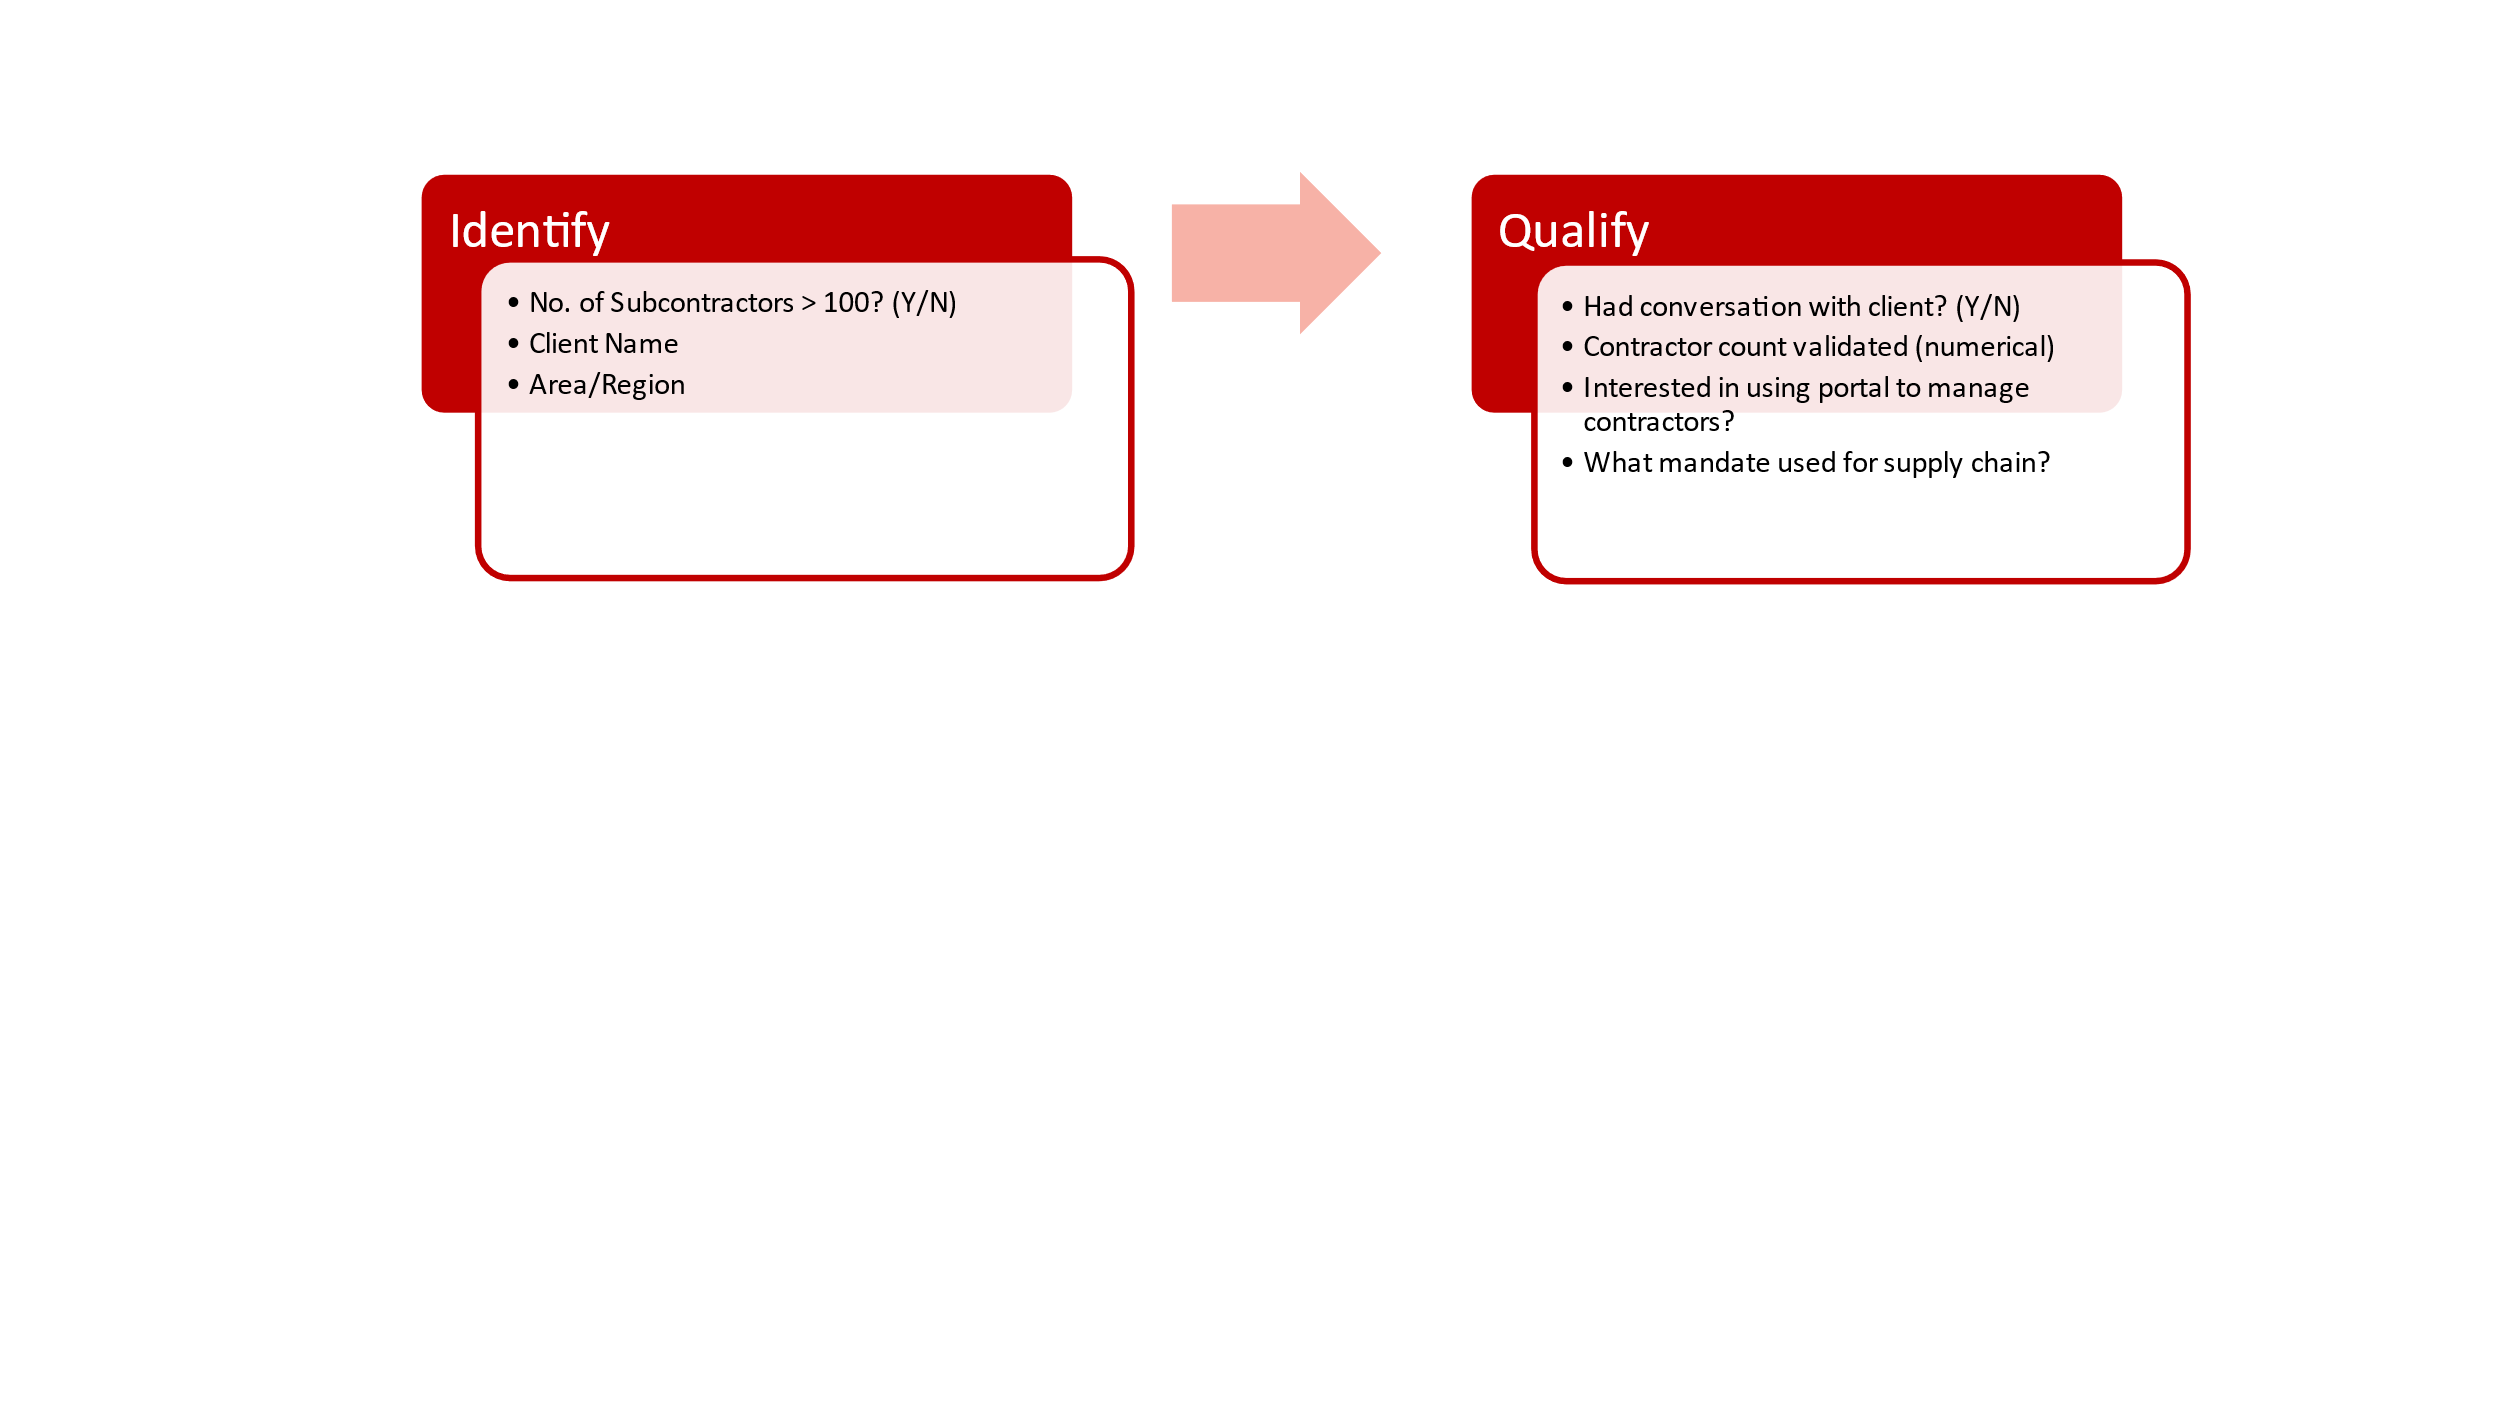 Identify
• No. of Subcontractors > 100? (Y/N)
• Client Name
• Area/Region
Qualify
• Had conversation with client? (Y/N)
• Contractor count validated (numerical)
• Interested in using portal to manage
contractors?
• What mandate used for supply chain?